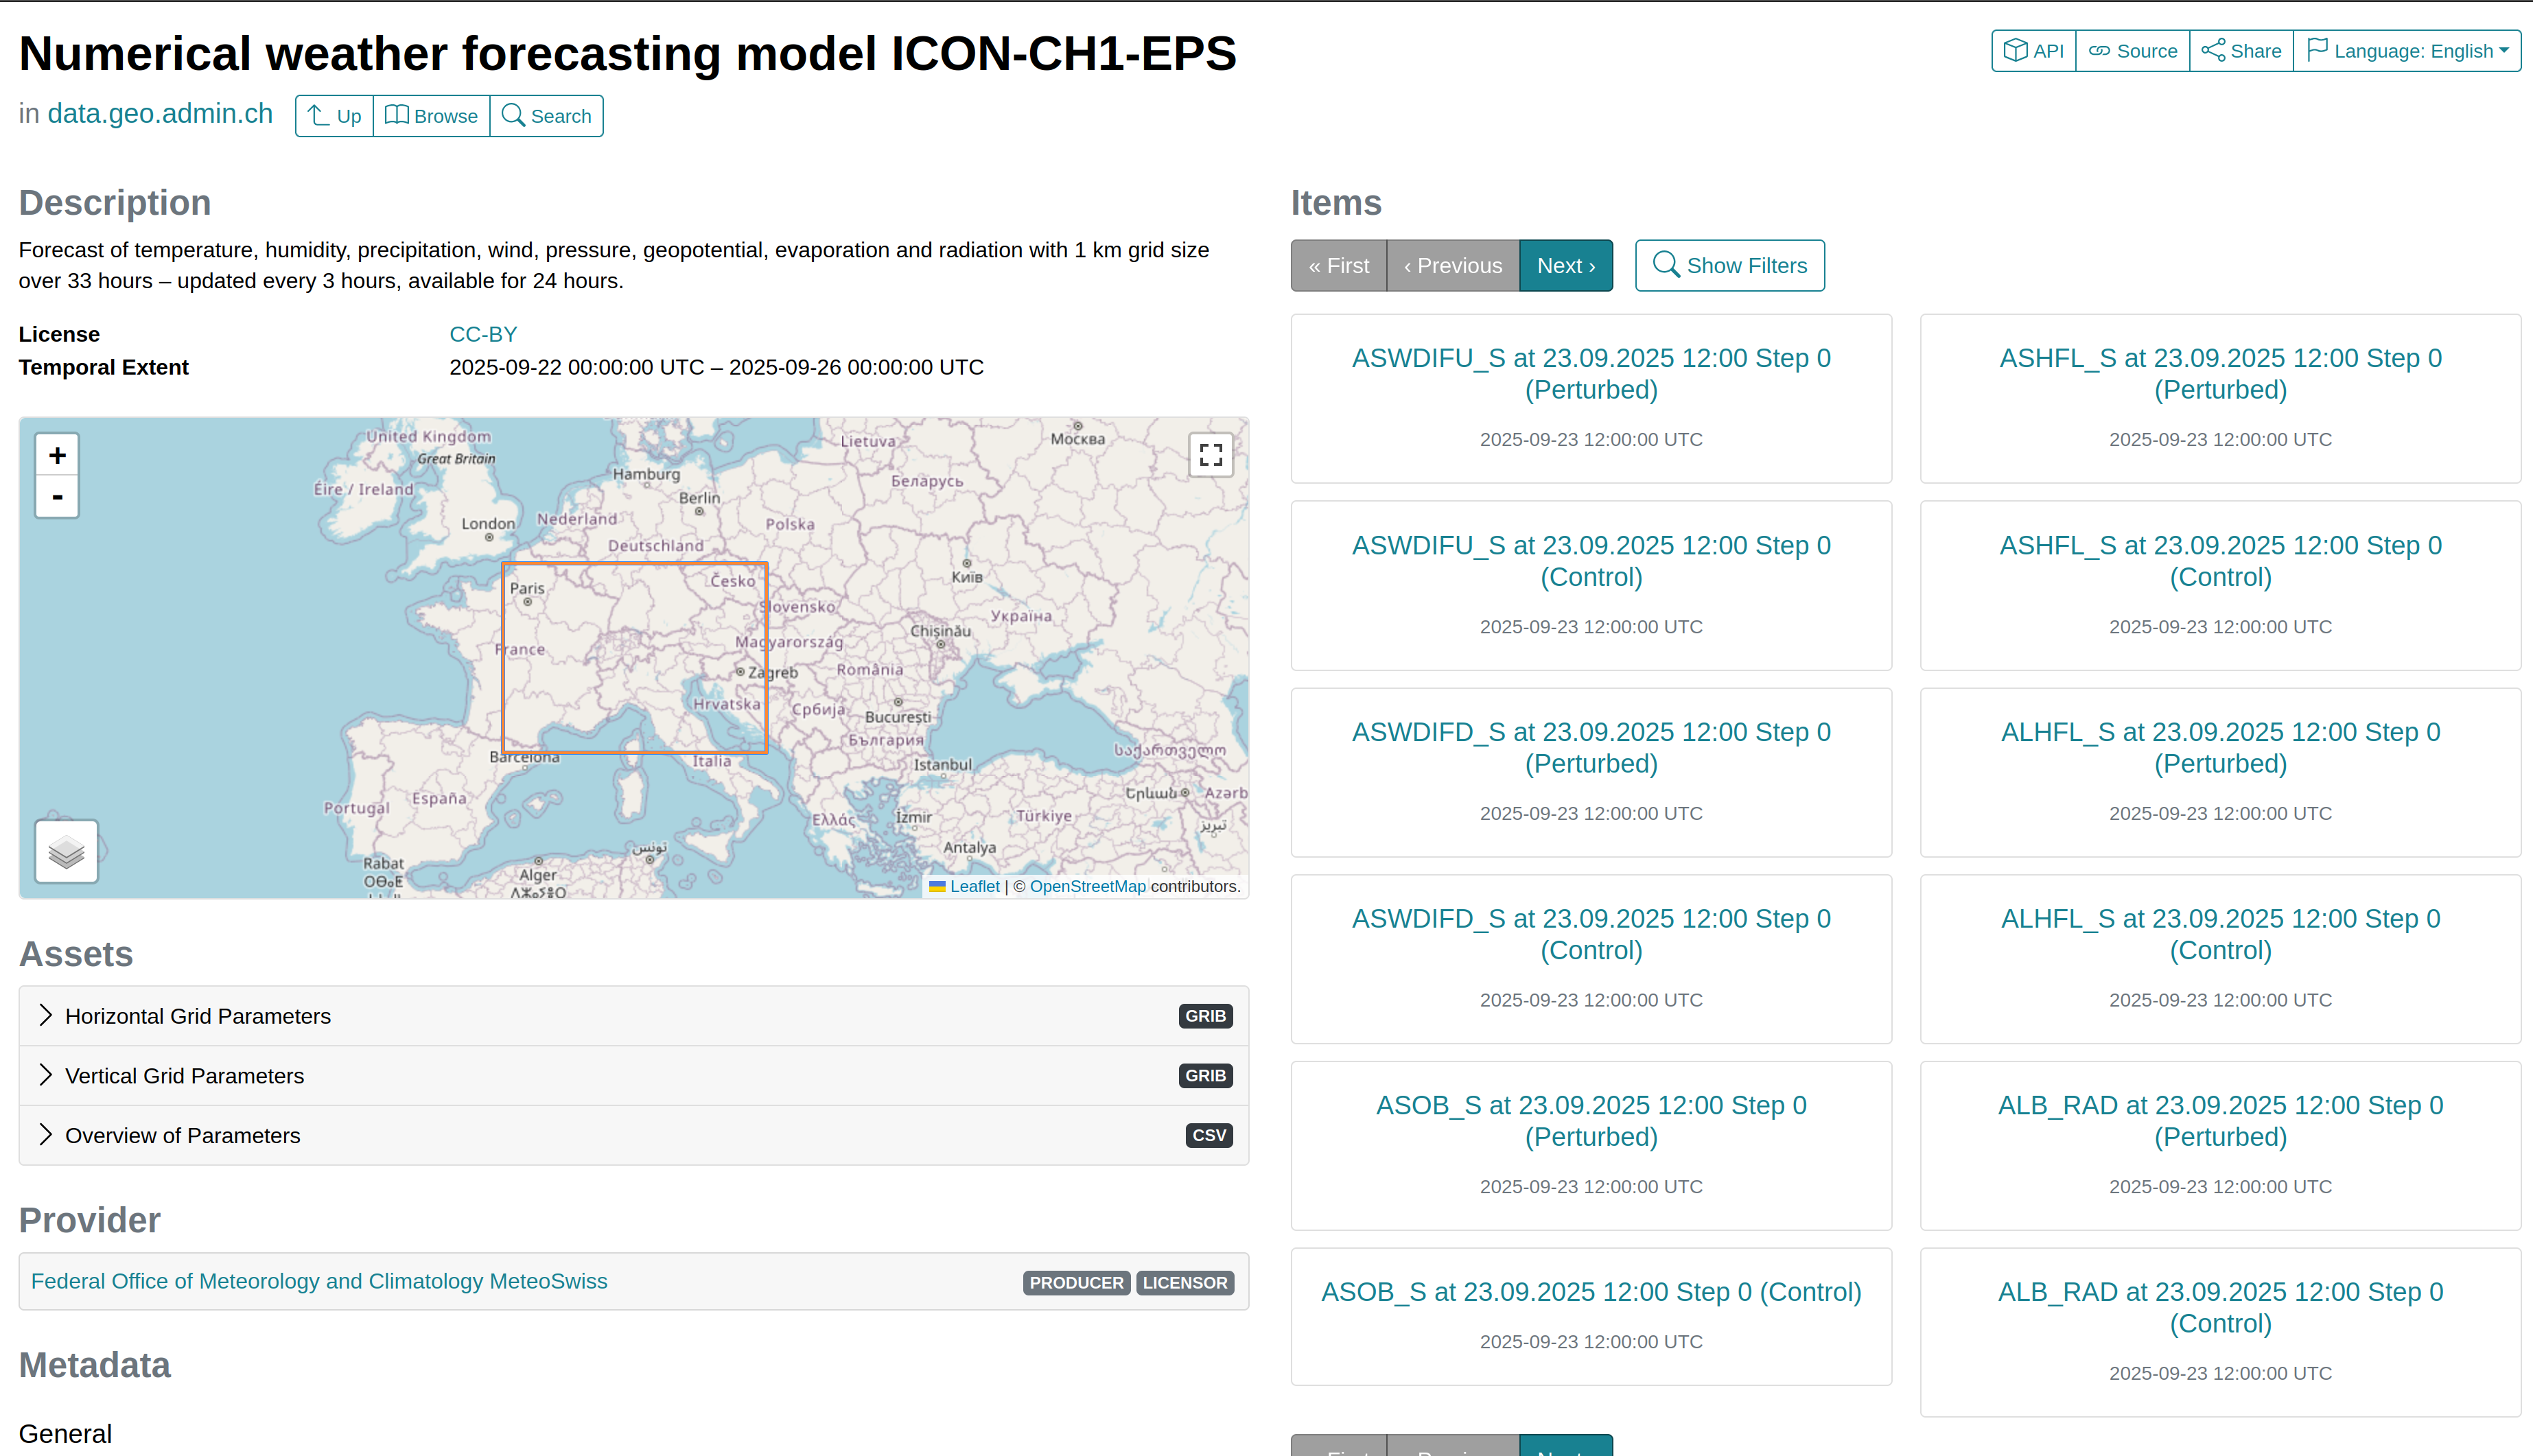 Numerical weather forecasting model ICON-CH1-EPS
API
Source
Share
Language: English
in data.geo.admin.ch
Up
Browse
Search
Description
Forecast of temperature, humidity, precipitation, wind, pressure, geopotential, evaporation and radiation with 1 km grid size
over 33 hours – updated every 3 hours, available for 24 hours.
License
CC-BY
Temporal Extent
2025-09-22 00:00:00 UTC – 2025-09-26 00:00:00 UTC
+
-
United Kingdom
Great Britain
Éire / Ireland
London
Nederland
Hamburg
Berlin
Deutschland
Lietuva
Москва
Беларусь
Polska
Paris
Česko
Київ
Slovensko
Україна
Magyarország
Chișinău
France
Zagreb
România
Hrvatska
Србија
București
България
Barcelona
Italia
Istanbul
საქართველო
Portugal
España
Ελλάς
İzmir
Türkiye
Երևան
Azərb
تبریز
Antalya
تونس
Rabat
ⵔⴱⴰⵟ
Alger
Leaflet | © OpenStreetMap contributors.
Assets
Horizontal Grid Parameters
GRIB
Vertical Grid Parameters
GRIB
Overview of Parameters
CSV
Provider
Federal Office of Meteorology and Climatology MeteoSwiss
PRODUCER
LICENSOR
Metadata
General
Items
« First
‹ Previous
Next ›
Show Filters
ASWDIFU_S at 23.09.2025 12:00 Step 0
(Perturbed)
2025-09-23 12:00:00 UTC
ASHFL_S at 23.09.2025 12:00 Step 0
(Perturbed)
2025-09-23 12:00:00 UTC
ASWDIFU_S at 23.09.2025 12:00 Step 0
(Control)
2025-09-23 12:00:00 UTC
ASHFL_S at 23.09.2025 12:00 Step 0
(Control)
2025-09-23 12:00:00 UTC
ASWDIFD_S at 23.09.2025 12:00 Step 0
(Perturbed)
2025-09-23 12:00:00 UTC
ALHFL_S at 23.09.2025 12:00 Step 0
(Perturbed)
2025-09-23 12:00:00 UTC
ASWDIFD_S at 23.09.2025 12:00 Step 0
(Control)
2025-09-23 12:00:00 UTC
ALHFL_S at 23.09.2025 12:00 Step 0
(Control)
2025-09-23 12:00:00 UTC
ASOB_S at 23.09.2025 12:00 Step 0
(Perturbed)
2025-09-23 12:00:00 UTC
ALB_RAD at 23.09.2025 12:00 Step 0
(Perturbed)
2025-09-23 12:00:00 UTC
ASOB_S at 23.09.2025 12:00 Step 0 (Control)
2025-09-23 12:00:00 UTC
ALB_RAD at 23.09.2025 12:00 Step 0
(Control)
2025-09-23 12:00:00 UTC